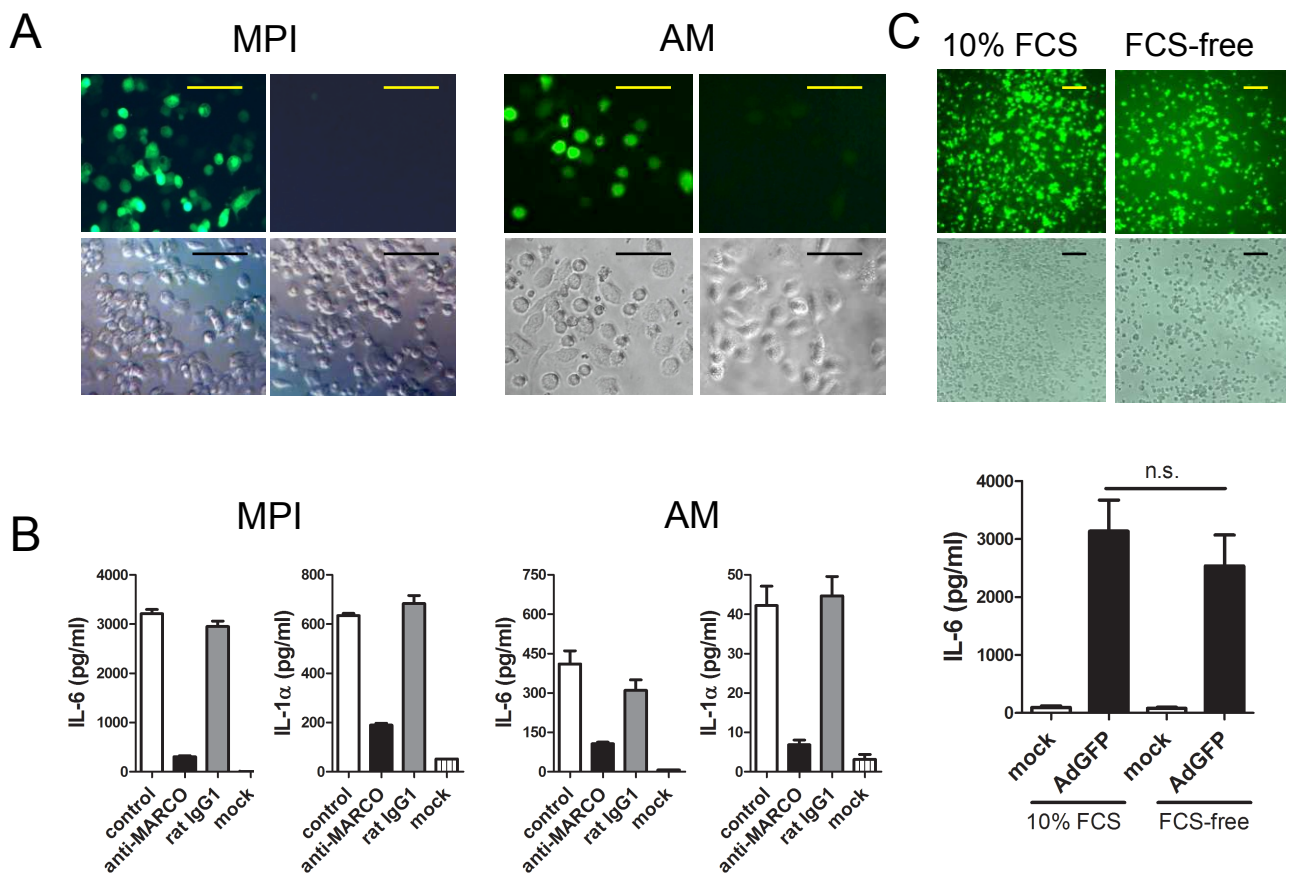 A
MPI
AM
C
10% FCS
FCS-free
B
MPI
AM
IL-6 (pg/ml)
4000
3000
2000
1000
0
control
anti-MARCO
rat IgG1
mock
IL-1α (pg/ml)
800
600
400
200
0
control
anti-MARCO
rat IgG1
mock
IL-6 (pg/ml)
750
600
450
300
150
0
control
anti-MARCO
rat IgG1
mock
IL-1α (pg/ml)
50
40
30
20
10
0
control
anti-MARCO
rat IgG1
mock
n.s.
IL-6 (pg/ml)
4000
3000
2000
1000
0
mock
AdGFP
mock
AdGFP
10% FCS
FCS-free